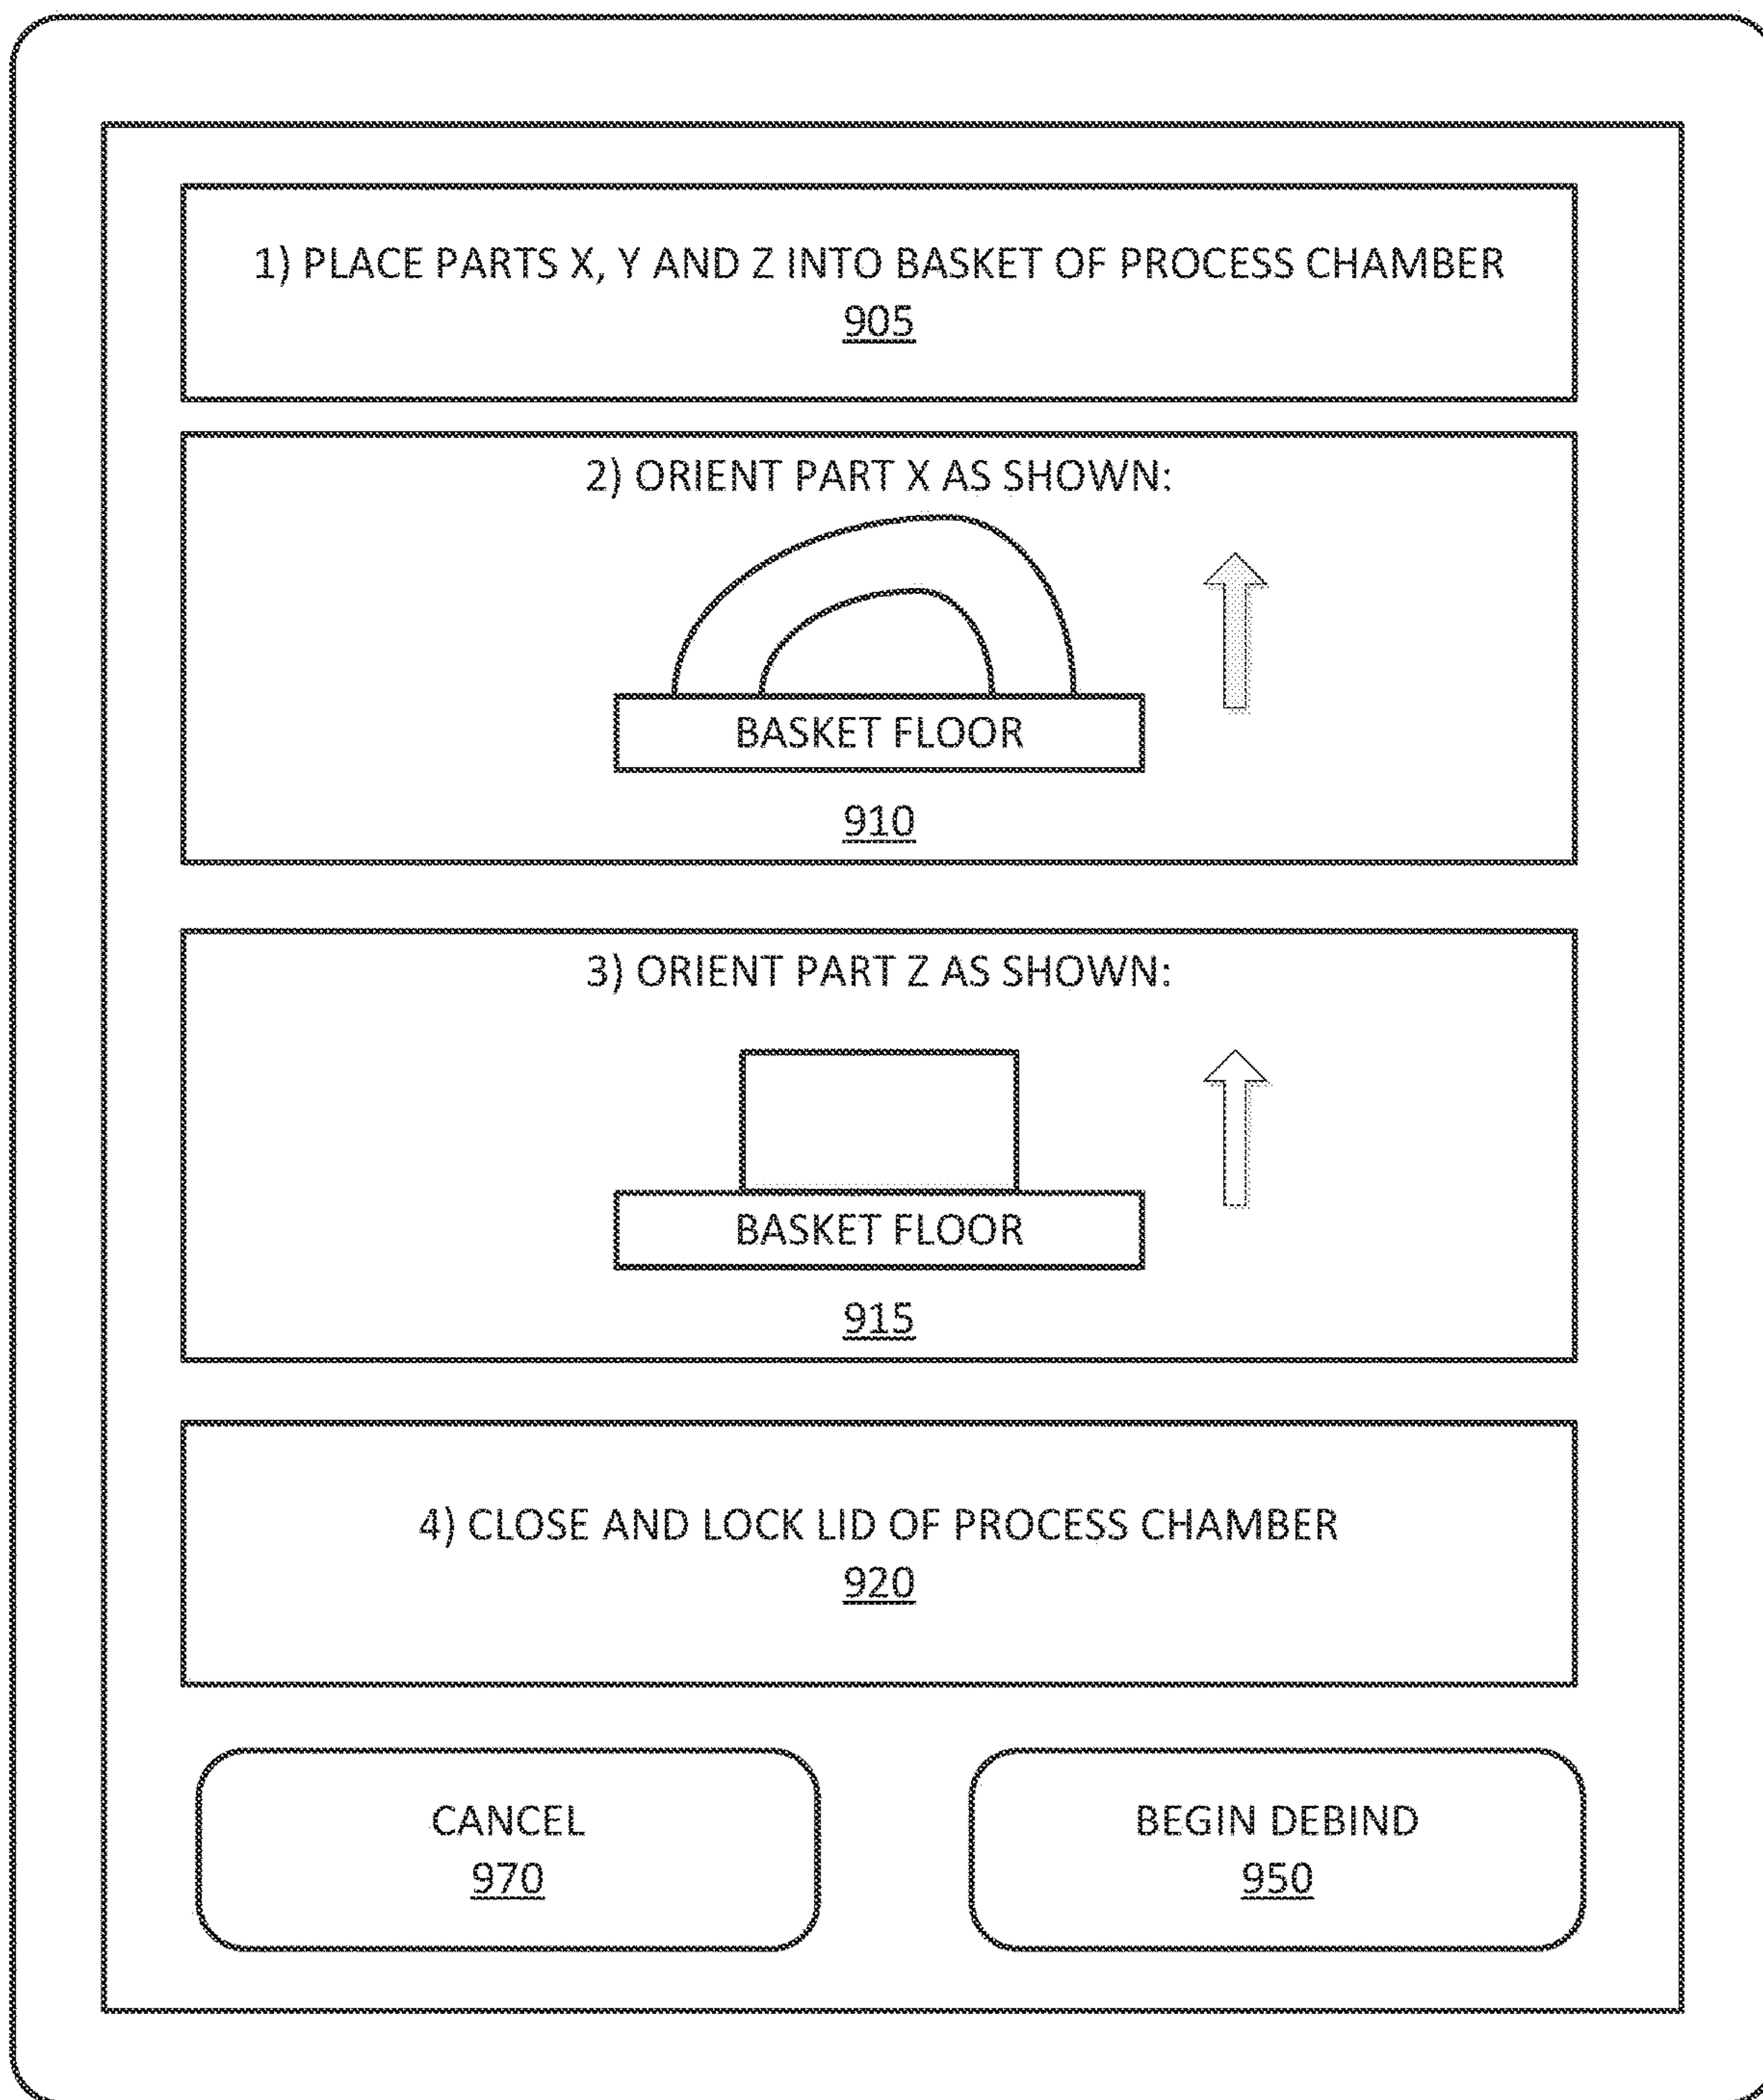 1) PLACE PARTS X, Y AND Z INTO BASKET OF PROCESS CHAMBER
905
2) ORIENT PART X AS SHOWN:
BASKET FLOOR
910
3) ORIENT PART Z AS SHOWN:
BASKET FLOOR
915
4) CLOSE AND LOCK LID OF PROCESS CHAMBER
920
CANCEL
970
BEGIN DEBIND
950